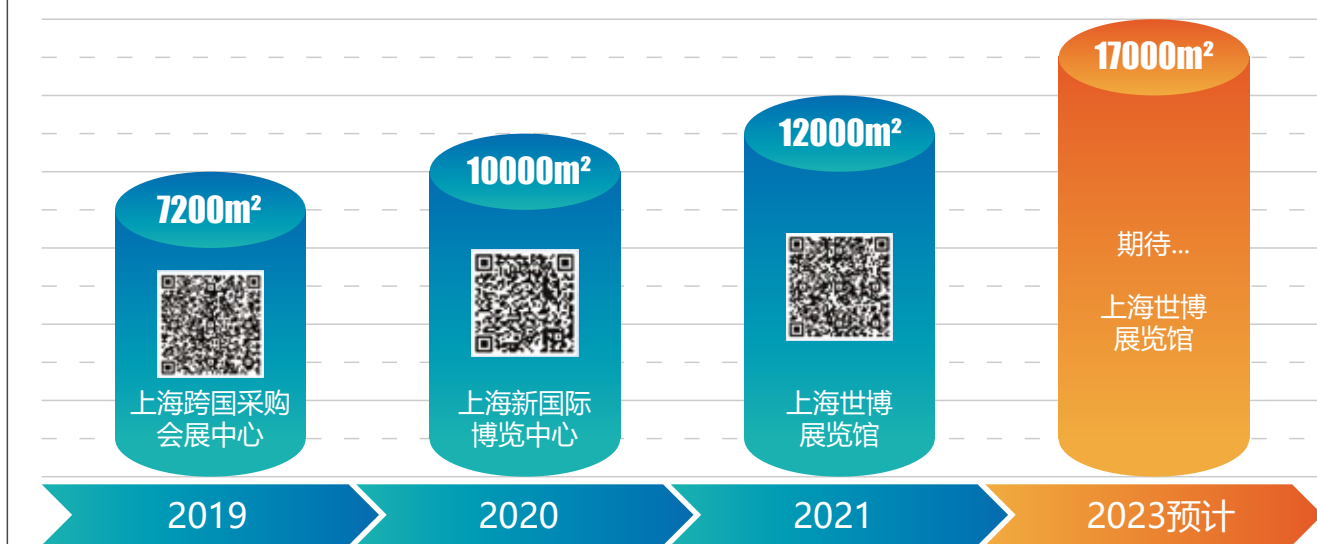 17000m²
12000m²
10000m²
7200m²
期待...
上海世博
展览馆
上海跨国采购
会展中心
上海新国际
博览中心
上海世博
展览馆
2019
2020
2021
2023预计